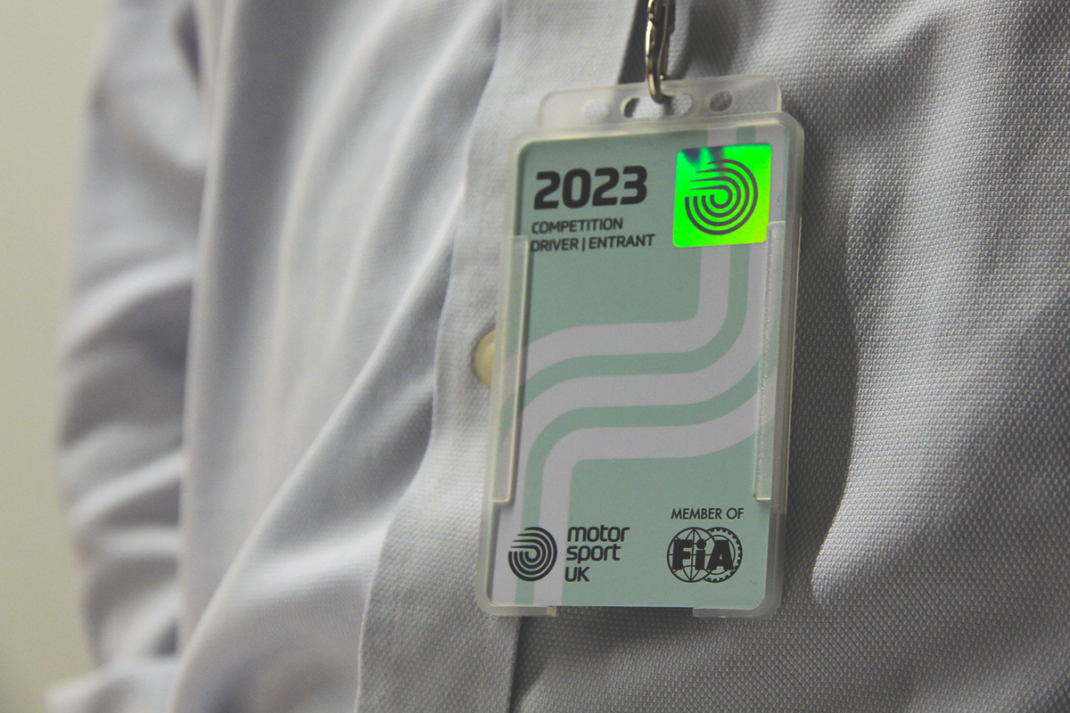 2023
COMPETITION
DRIVER | ENTRANT
MEMBER OF
FiA
motor
sport
UK